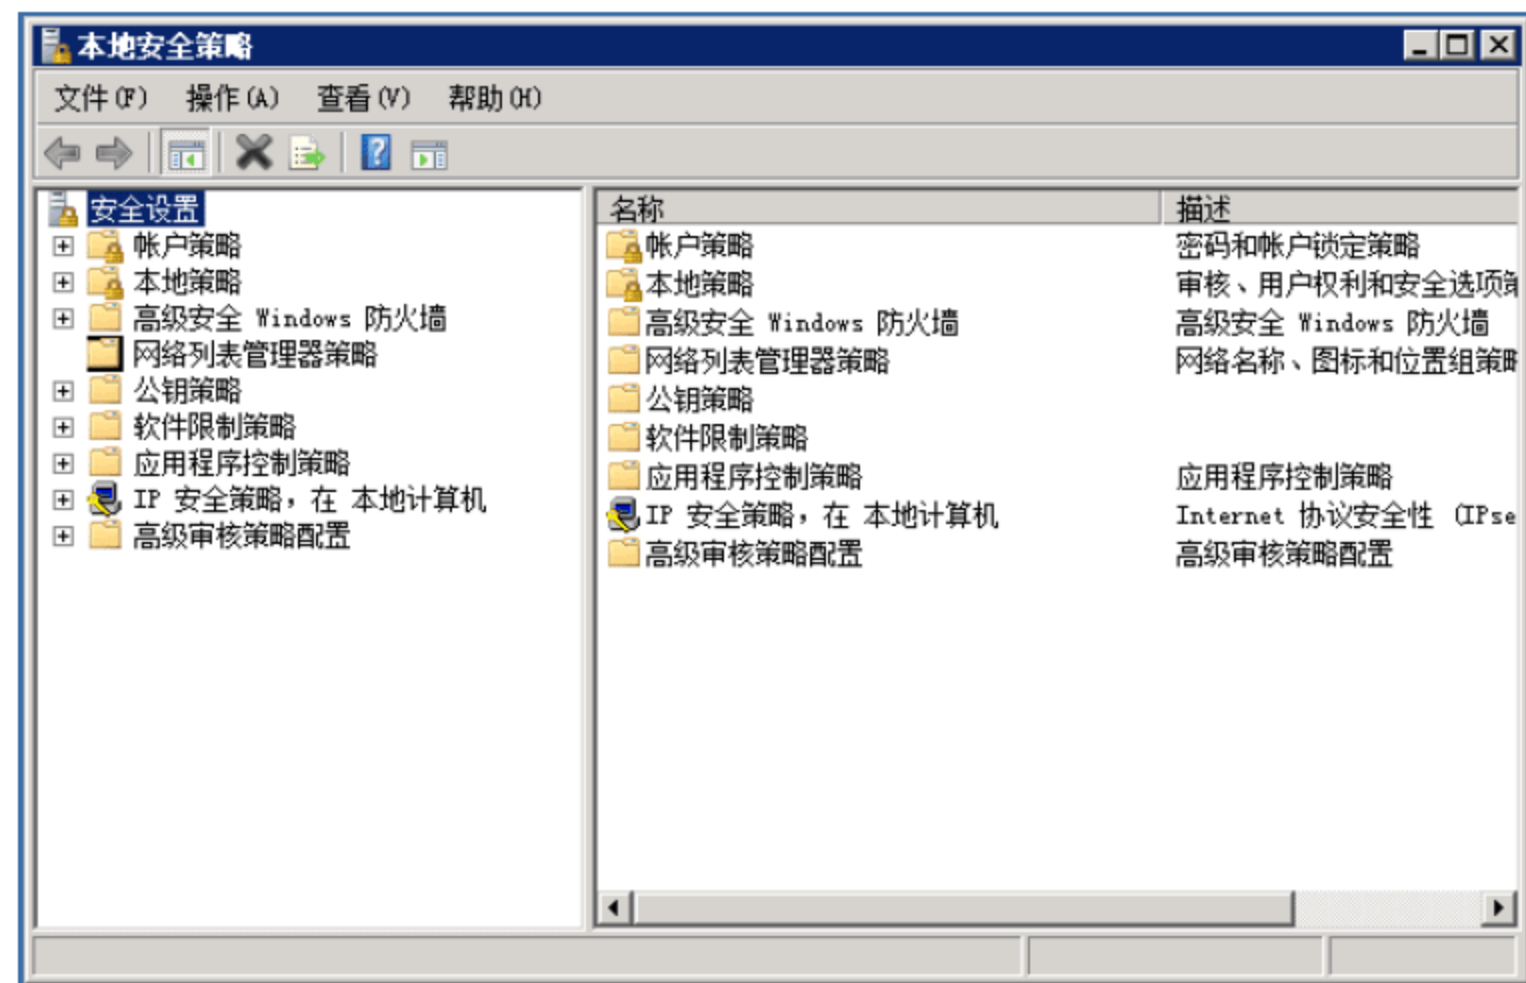 本地安全策略
文件(F) 操作(A) 查看(V) 帮助(H)
安全设置
帐户策略
本地策略
高级安全 Windows 防火墙
网络列表管理器策略
公钥策略
软件限制策略
应用程序控制策略
IP 安全策略，在 本地计算机
高级审核策略配置
名称 描述
帐户策略 密码和帐户锁定策略
本地策略 审核、用户权利和安全选项策
高级安全 Windows 防火墙 高级安全 Windows 防火墙
网络列表管理器策略 网络名称、图标和位置组策略
公钥策略
软件限制策略
应用程序控制策略 应用程序控制策略
IP 安全策略，在 本地计算机 Internet 协议安全性 (IPse
高级审核策略配置 高级审核策略配置